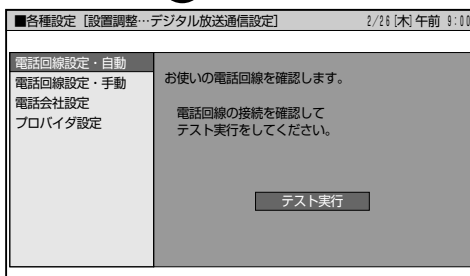 ■各種設定［設置調整…デジタル放送通信設定］ 2/26［木］午前 9:00
電話回線設定・自動
電話回線設定・手動
電話会社設定
プロバイダ設定
お使いの電話回線を確認します。
電話回線の接続を確認して
テスト実行をしてください。
テスト実行